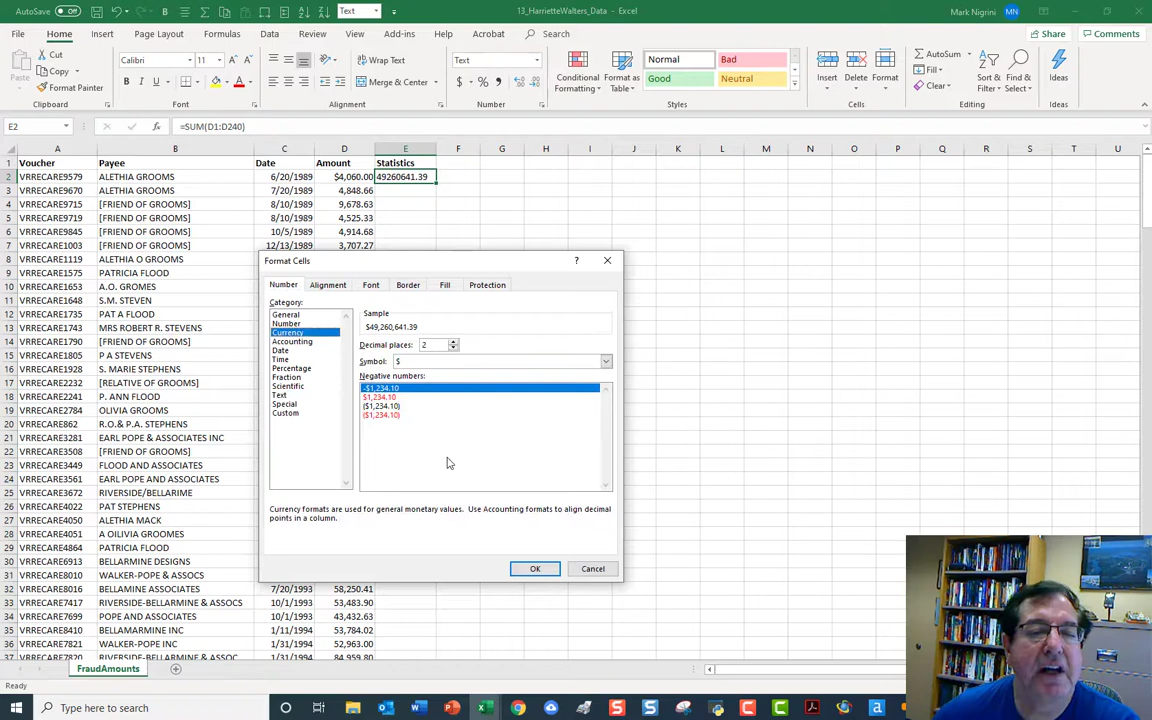 AutoSave Off Text 13_HarrietteWalters_Data - Excel Mark Nigrini MN
File Home Insert Page Layout Formulas Data Review View Add-ins Help Acrobat Search Share Comments
Paste Cut Copy Format Painter Clipboard
Calibri 11 Font
Wrap Text Merge & Center Alignment
Text Number
Conditional Formatting Format as Table Normal Bad Good Neutral Styles
Insert Delete Format Cells
AutoSum Fill Clear Sort & Filter Find & Select Editing
Ideas Ideas
E2 =SUM(D1:D240)
A B C D E F G H I J K L M N O P Q R S T U
1 Voucher Payee Date Amount Statistics
2 VRRECARE9579 ALETHIA GROOMS 6/20/1989 $4,060.00 49260641.39
3 VRRECARE9670 ALETHIA GROOMS 7/20/1989 4,848.66
4 VRRECARE9715 [FRIEND OF GROOMS] 8/10/1989 9,678.63
5 VRRECARE9719 [FRIEND OF GROOMS] 8/10/1989 4,525.33
6 VRRECARE9845 [FRIEND OF GROOMS] 10/5/1989 4,914.68
7 VRRECARE1003 [FRIEND OF GROOMS] 12/13/1989 3,707.27
8 VRRECARE1119 ALETHIA O GROOMS
9 VRRECARE1575 PATRICIA FLOOD
10 VRRECARE1653 A.O. GROMES
11 VRRECARE1691 S.M. STEVEN
12 VRRECARE1735 PAT A FLOOD
13 VRRECARE1767 MRS ROBERT R. STEVENS
14 VRRECARE1790 [FRIEND OF GROOMS]
15 VRRECARE1805 P A STEVENS
16 VRRECARE1928 S. MARIE STEPHENS
17 VRRECARE2232 [RELATIVE OF GROOMS]
18 VRRECARE2241 P. ANN FLOOD
19 VRRECARE2784 OLIVIA GROOMS
20 VRRECARE862 R.O.& P.A. STEPHENS
21 VRRECARE3281 EARL POPE & ASSOCIATES INC
22 VRRECARE3508 [FRIEND OF GROOMS]
23 VRRECARE3449 FLOOD AND ASSOCIATES
24 VRRECARE3561 EARL POPE AND ASSOCIATES
25 VRRECARE3672 RIVERSIDE/BELLARIME
26 VRRECARE4022 PAT STEPHENS
27 VRRECARE4050 ALETHIA MACK
28 VRRECARE4051 A OILIVIA GROOMES
29 VRRECARE4864 PATRICIA FLOOD
30 VRRECARE6913 BELLARMINE DESIGNS
31 VRRECARE8010 WALKER-POPE & ASSOCS
32 VRRECARE8016 BELLAMINE ASSOCIATES 7/20/1993 58,250.41
33 VRRECARE7417 RIVERSIDE-BELLARMINE & ASSOCS 10/1/1993 53,483.90
34 VRRECARE7699 POPE AND ASSOCIATES 10/1/1993 43,432.63
35 VRRECARE8410 BELLAMARMINE INC 1/31/1994 53,784.02
36 VRRECARE7821 WALKER-POPE INC 1/31/1994 52,963.00
37 VRRECARE7820 RIVERSIDE-BELLARMINE & ASSOCS 1/31/1994 84,959.80
Format Cells ?
Number Alignment Font Border Fill Protection
Category:
General
Number
Currency
Accounting
Date
Time
Percentage
Fraction
Scientific
Text
Special
Custom
Sample
$49,260,641.39
Decimal places: 2
Symbol: $
Negative numbers:
-$1,234.10
$1,234.10
($1,234.10)
($1,234.10)
Currency formats are used for general monetary values. Use Accounting formats to align decimal
points in a column.
OK Cancel
FraudAmounts
Ready
Type here to search